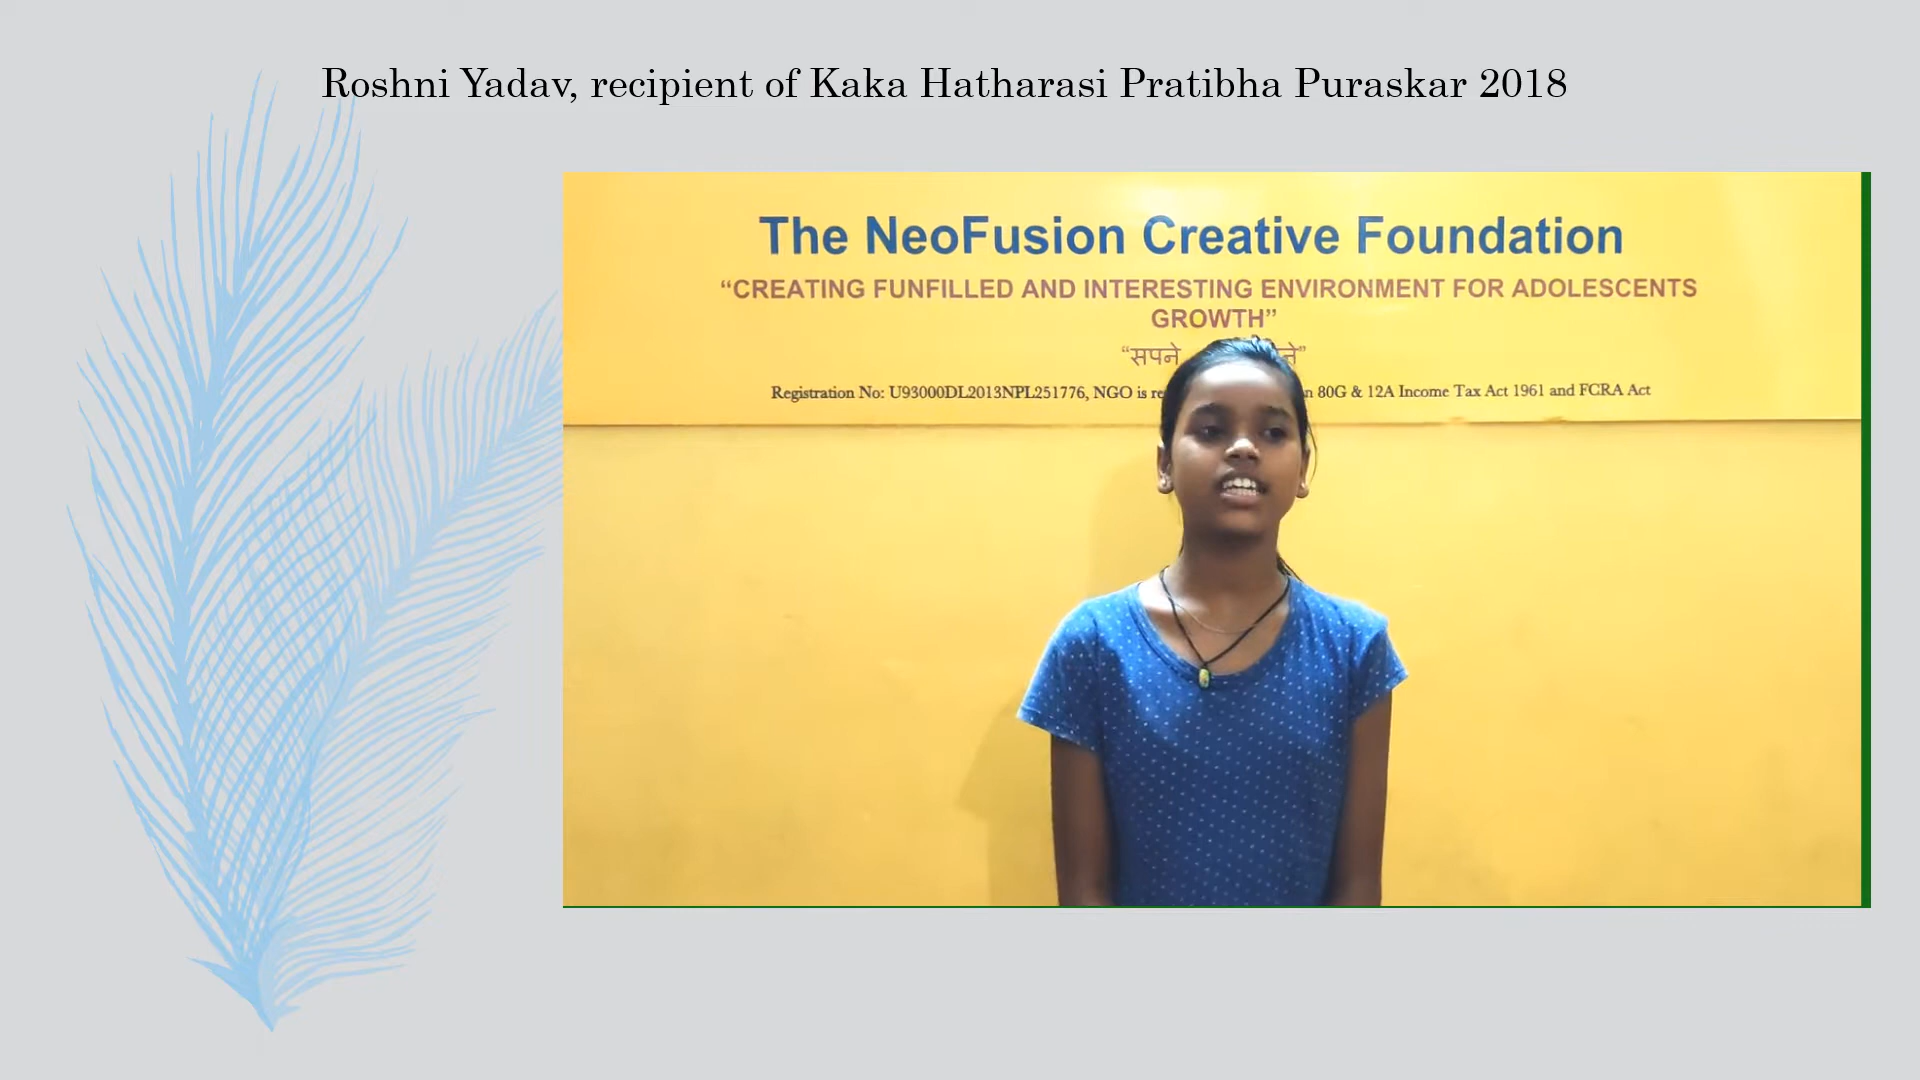 Roshni Yadav, recipient of Kaka Hatharasi Pratibha Puraskar 2018
The NeoFusion Creative Foundation
“CREATING FUNFILLED AND INTERESTING ENVIRONMENT FOR ADOLESCENTS
GROWTH”
“सपने
Registration No: U93000DL2013NPL251776, NGO is 80G & 12A Income Tax Act 1961 and FCRA Act